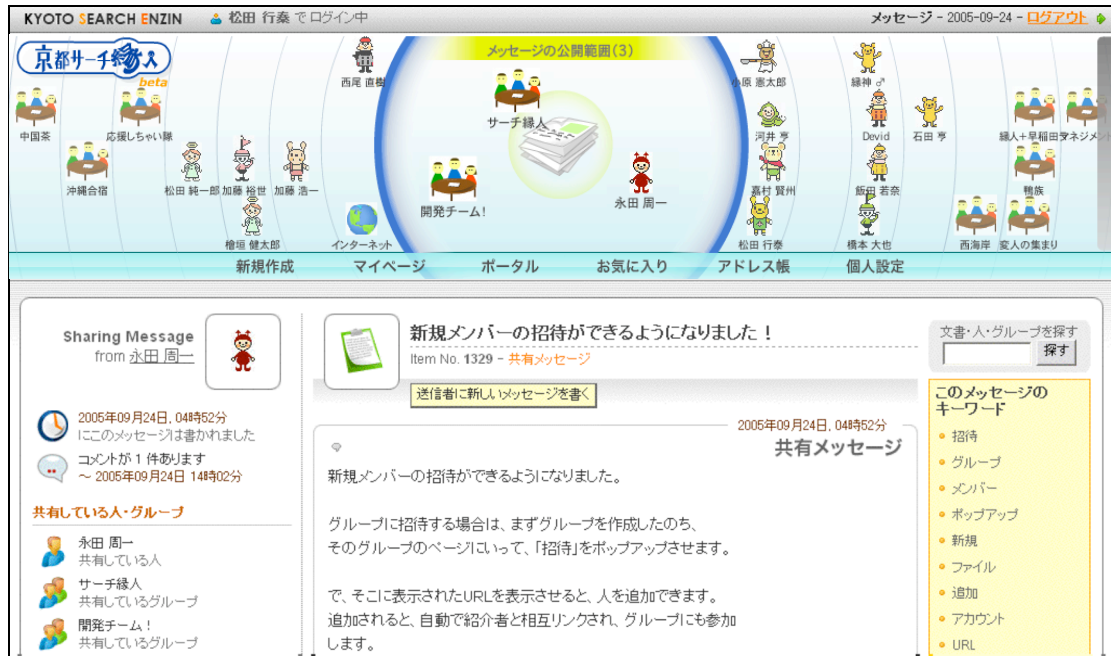 KYOTO SEARCH ENZIN 松田 行奏 でログイン中 メッセージ - 2005-09-24 - ログアウト
京都サーチ縁人
beta
メッセージの公開範囲(3)
西尾 直樹
小原 憲太郎
縁神 ♂
中国茶
応援しちゃい隊
サーチ縁人
河井 亨
David
石田 亨
縁人+早稲田
マネジメント
沖縄合宿
松田 純一郎
加藤 裕世
加藤 浩一
開発チーム!
永田 周一
嘉村 賢州
飯田 若奈
鴨族
檜垣 健太郎
インターネット
松田 行奏
橋本 大也
西海岸
変人の集まり
新規作成 マイページ ポータル お気に入り アドレス帳 個人設定
Sharing Message
from 永田 周一
2005年09月24日, 04時52分
にこのメッセージは書かれました
コメントが 1 件あります
～ 2005年09月24日 14時02分
共有している人・グループ
永田 周一
共有している人
サーチ縁人
共有しているグループ
開発チーム!
共有しているグループ
新規メンバーの招待ができるようになりました!
Item No. 1329 - 共有メッセージ
送信者に新しいメッセージを書く
2005年09月24日, 04時52分
共有メッセージ
新規メンバーの招待ができるようになりました。
グループに招待する場合は、まずグループを作成したのち、
そのグループのページにいって、「招待」をポップアップさせます。
で、そこに表示されたURLを表示させると、人を追加できます。
追加されると、自動で紹介者と相互リンクされ、グループにも参加
します。
文書・人・グループを探す
探す
このメッセージの
キーワード
招待
グループ
メンバー
ポップアップ
新規
ファイル
追加
アカウント
URL